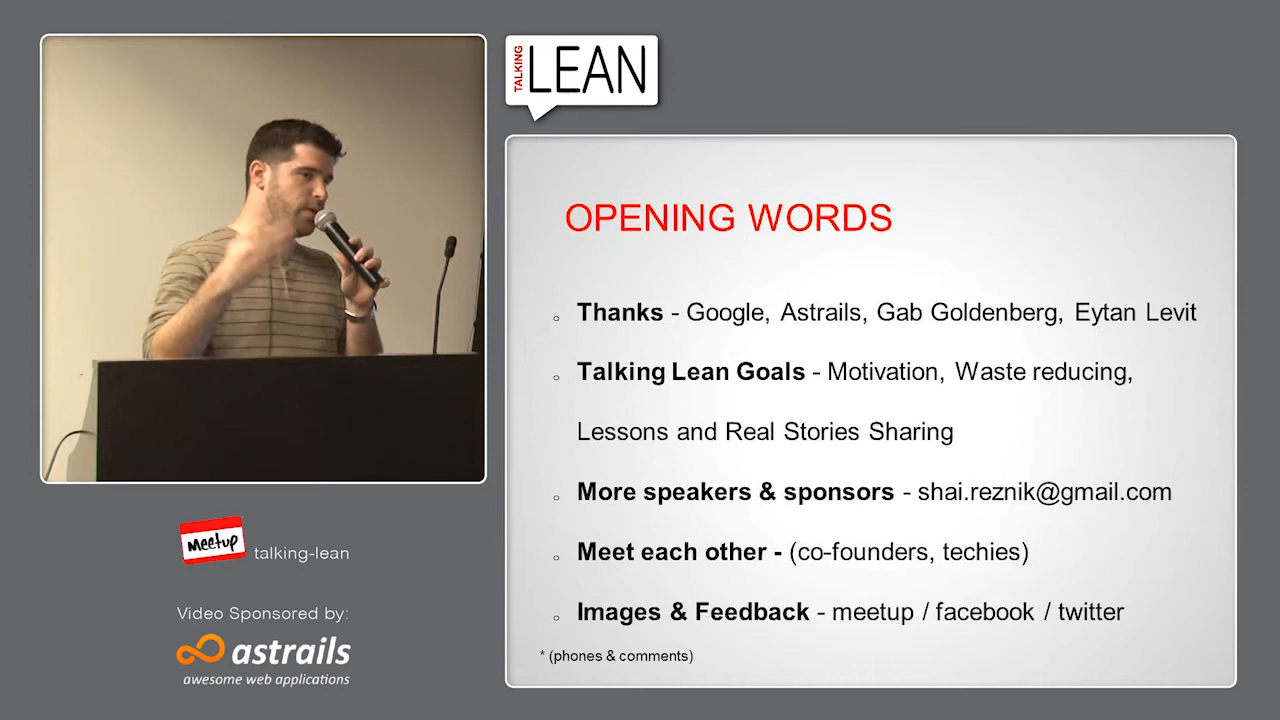 TALKING
LEAN
OPENING WORDS
Thanks - Google, Astrails, Gab Goldenberg, Eytan Levit
Talking Lean Goals - Motivation, Waste reducing,
Lessons and Real Stories Sharing
More speakers & sponsors - shai.reznik@gmail.com
Meet each other - (co-founders, techies)
Images & Feedback - meetup / facebook / twitter
* (phones & comments)
Meetup
talking-lean
Video Sponsored by:
astrails
awesome web applications